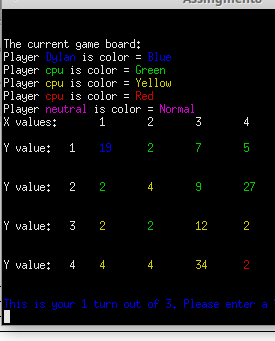 The current game board:
Player Dylan is color = Blue
Player cpu is color = Green
Player cpu is color = Yellow
Player cpu is color = Red
Player neutral is color = Normal
X values: 1 2 3 4
Y value: 1 19 2 7 5
Y value: 2 2 4 9 27
Y value: 3 2 2 12 2
Y value: 4 4 4 34 2
This is your 1 turn out of 3, Please enter a